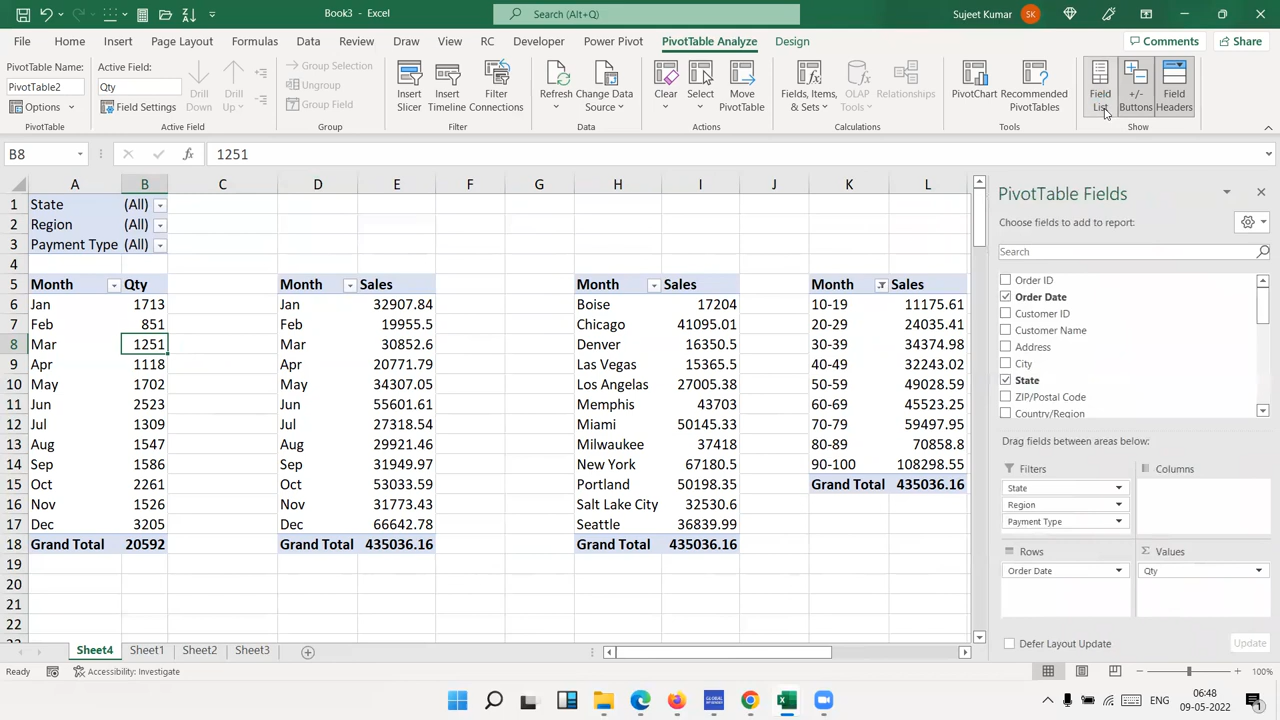 Book3 - Excel
Search (Alt+Q)
Sujeet Kumar
SK
File Home Insert Page Layout Formulas Data Review View Draw RC Developer Power Pivot PivotTable Analyze Design
Comments Share
PivotTable Name:
PivotTable2
Options
PivotTable
Active Field:
Qty
Field Settings
Drill Down
Drill Up
Active Field
Group Selection
Ungroup
Group Field
Group
Insert Slicer
Insert Timeline
Filter Connections
Filter
Refresh
Change Data Source
Data
Clear
Select
Move PivotTable
Actions
Fields, Items, & Sets
OLAP Tools
Relationships
Calculations
PivotChart
Recommended PivotTables
Tools
Field List
+/- Buttons
Field Headers
Show
B8 fx 1251
A B C D E F G H I J K L
1 State (All)
2 Region (All)
3 Payment Type (All)
4
5 Month Qty Month Sales Month Sales Month Sales
6 Jan 1713 Jan 32907.84 Boise 17204 10-19 11175.61
7 Feb 851 Feb 19955.5 Chicago 41095.01 20-29 24035.41
8 Mar 1251 Mar 30852.6 Denver 16350.5 30-39 34374.98
9 Apr 1118 Apr 20771.79 Las Vegas 15365.5 40-49 32243.02
10 May 1702 May 34307.05 Los Angelas 27005.38 50-59 49028.59
11 Jun 2523 Jun 55601.61 Memphis 43703 60-69 45523.25
12 Jul 1309 Jul 27318.54 Miami 50145.33 70-79 59497.95
13 Aug 1547 Aug 29921.46 Milwaukee 37418 80-89 70858.8
14 Sep 1586 Sep 31949.97 New York 67180.5 90-100 108298.55
15 Oct 2261 Oct 53033.59 Portland 50198.35 Grand Total 435036.16
16 Nov 1526 Nov 31773.43 Salt Lake City 32530.6
17 Dec 3205 Dec 66642.78 Seattle 36839.99
18 Grand Total 20592 Grand Total 435036.16 Grand Total 435036.16
19
20
21
22
PivotTable Fields
Choose fields to add to report:
Search
Order ID
Order Date
Customer ID
Customer Name
Address
City
State
ZIP/Postal Code
Country/Region
Drag fields between areas below:
Filters
State
Region
Payment Type
Columns
Rows
Order Date
Σ Values
Qty
Defer Layout Update
Update
Sheet4 Sheet1 Sheet2 Sheet3
Ready
Accessibility: Investigate
100%
GLOBAL
ENG
06:48
09-05-2022
1